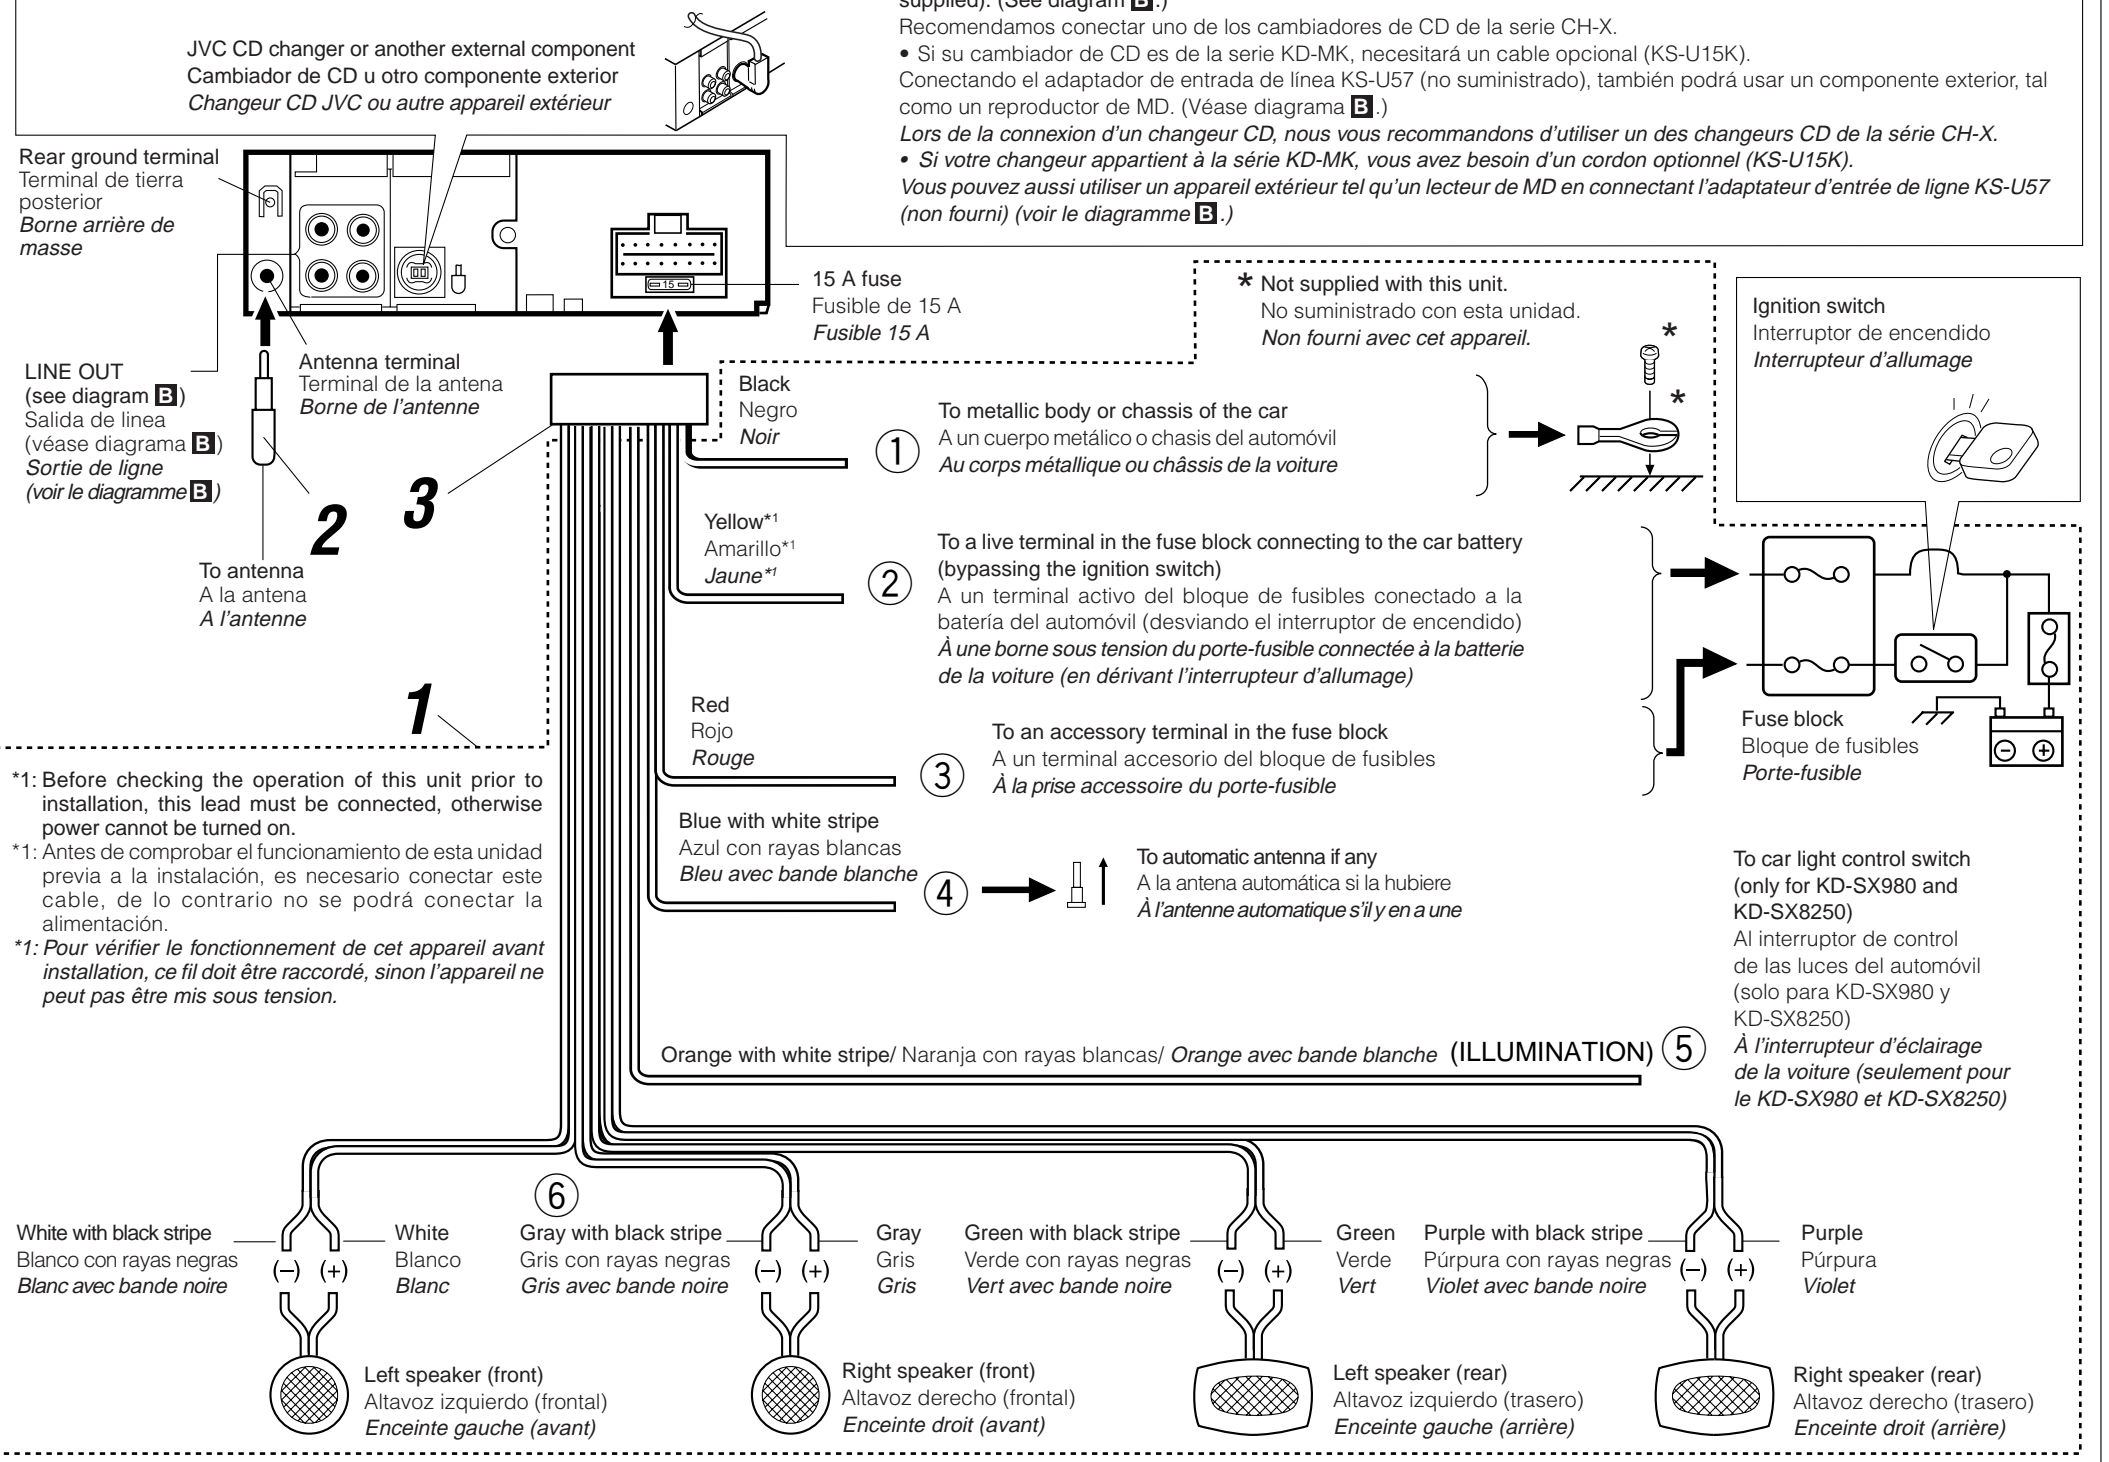 supplied). (See diagram B.)
Recomendamos conectar uno de los cambiadores de CD de la serie CH-X.
• Si su cambiador de CD es de la serie KD-MK, necesitará un cable opcional (KS-U15K).
Conectando el adaptador de entrada de línea KS-U57 (no suministrado), también podrá usar un componente exterior, tal
como un reproductor de MD. (Véase diagrama B.)
Lors de la connexion d'un changeur CD, nous vous recommandons d'utiliser un des changeurs CD de la série CH-X.
• Si votre changeur appartient à la série KD-MK, vous avez besoin d'un cordon optionnel (KS-U15K).
Vous pouvez aussi utiliser un appareil extérieur tel qu'un lecteur de MD en connectant l'adaptateur d'entrée de ligne KS-U57
(non fourni) (voir le diagramme B.)
JVC CD changer or another external component
Cambiador de CD u otro componente exterior
Changeur CD JVC ou autre appareil extérieur
Rear ground terminal
Terminal de tierra
posterior
Borne arrière de
masse
15
15 A fuse
Fusible de 15 A
Fusible 15 A
* Not supplied with this unit.
No suministrado con esta unidad.
Non fourni avec cet appareil.
*
*
Ignition switch
Interruptor de encendido
Interrupteur d'allumage
LINE OUT
(see diagram B)
Salida de linea
(véase diagrama B)
Sortie de ligne
(voir le diagramme B)
Antenna terminal
Terminal de la antena
Borne de l'antenne
2
3
To antenna
A la antena
A l'antenne
1
Black
Negro
Noir
①
To metallic body or chassis of the car
A un cuerpo metálico o chasis del automóvil
Au corps métallique ou châssis de la voiture
Yellow*1
Amarillo*1
Jaune*1
②
To a live terminal in the fuse block connecting to the car battery
(bypassing the ignition switch)
A un terminal activo del bloque de fusibles conectado a la
batería del automóvil (desviando el interruptor de encendido)
À une borne sous tension du porte-fusible connectée à la batterie
de la voiture (en dérivant l'interrupteur d'allumage)
Red
Rojo
Rouge
③
To an accessory terminal in the fuse block
A un terminal accesorio del bloque de fusibles
À la prise accessoire du porte-fusible
Fuse block
Bloque de fusibles
Porte-fusible
- +
*1: Before checking the operation of this unit prior to
installation, this lead must be connected, otherwise
power cannot be turned on.
*1: Antes de comprobar el funcionamiento de esta unidad
previa a la instalación, es necesario conectar este
cable, de lo contrario no se podrá conectar la
alimentación.
*1: Pour vérifier le fonctionnement de cet appareil avant
installation, ce fil doit être raccordé, sinon l'appareil ne
peut pas être mis sous tension.
Blue with white stripe
Azul con rayas blancas
Bleu avec bande blanche
④
To automatic antenna if any
A la antena automática si la hubiere
À l'antenne automatique s'il y en a une
Orange with white stripe/ Naranja con rayas blancas/ Orange avec bande blanche (ILLUMINATION) ⑤
To car light control switch
(only for KD-SX980 and
KD-SX8250)
Al interruptor de control
de las luces del automóvil
(solo para KD-SX980 y
KD-SX8250)
À l'interrupteur d'éclairage
de la voiture (seulement pour
le KD-SX980 et KD-SX8250)
⑥
White with black stripe
Blanco con rayas negras
Blanc avec bande noire
(–) (+)
White
Blanco
Blanc
Gray with black stripe
Gris con rayas negras
Gris avec bande noire
(–) (+)
Gray
Gris
Gris
Green with black stripe
Verde con rayas negras
Vert avec bande noire
(–) (+)
Green
Verde
Vert
Purple with black stripe
Púrpura con rayas negras
Violet avec bande noire
(–) (+)
Purple
Púrpura
Violet
Left speaker (front)
Altavoz izquierdo (frontal)
Enceinte gauche (avant)
Right speaker (front)
Altavoz derecho (frontal)
Enceinte droit (avant)
Left speaker (rear)
Altavoz izquierdo (trasero)
Enceinte gauche (arrière)
Right speaker (rear)
Altavoz derecho (trasero)
Enceinte droit (arrière)